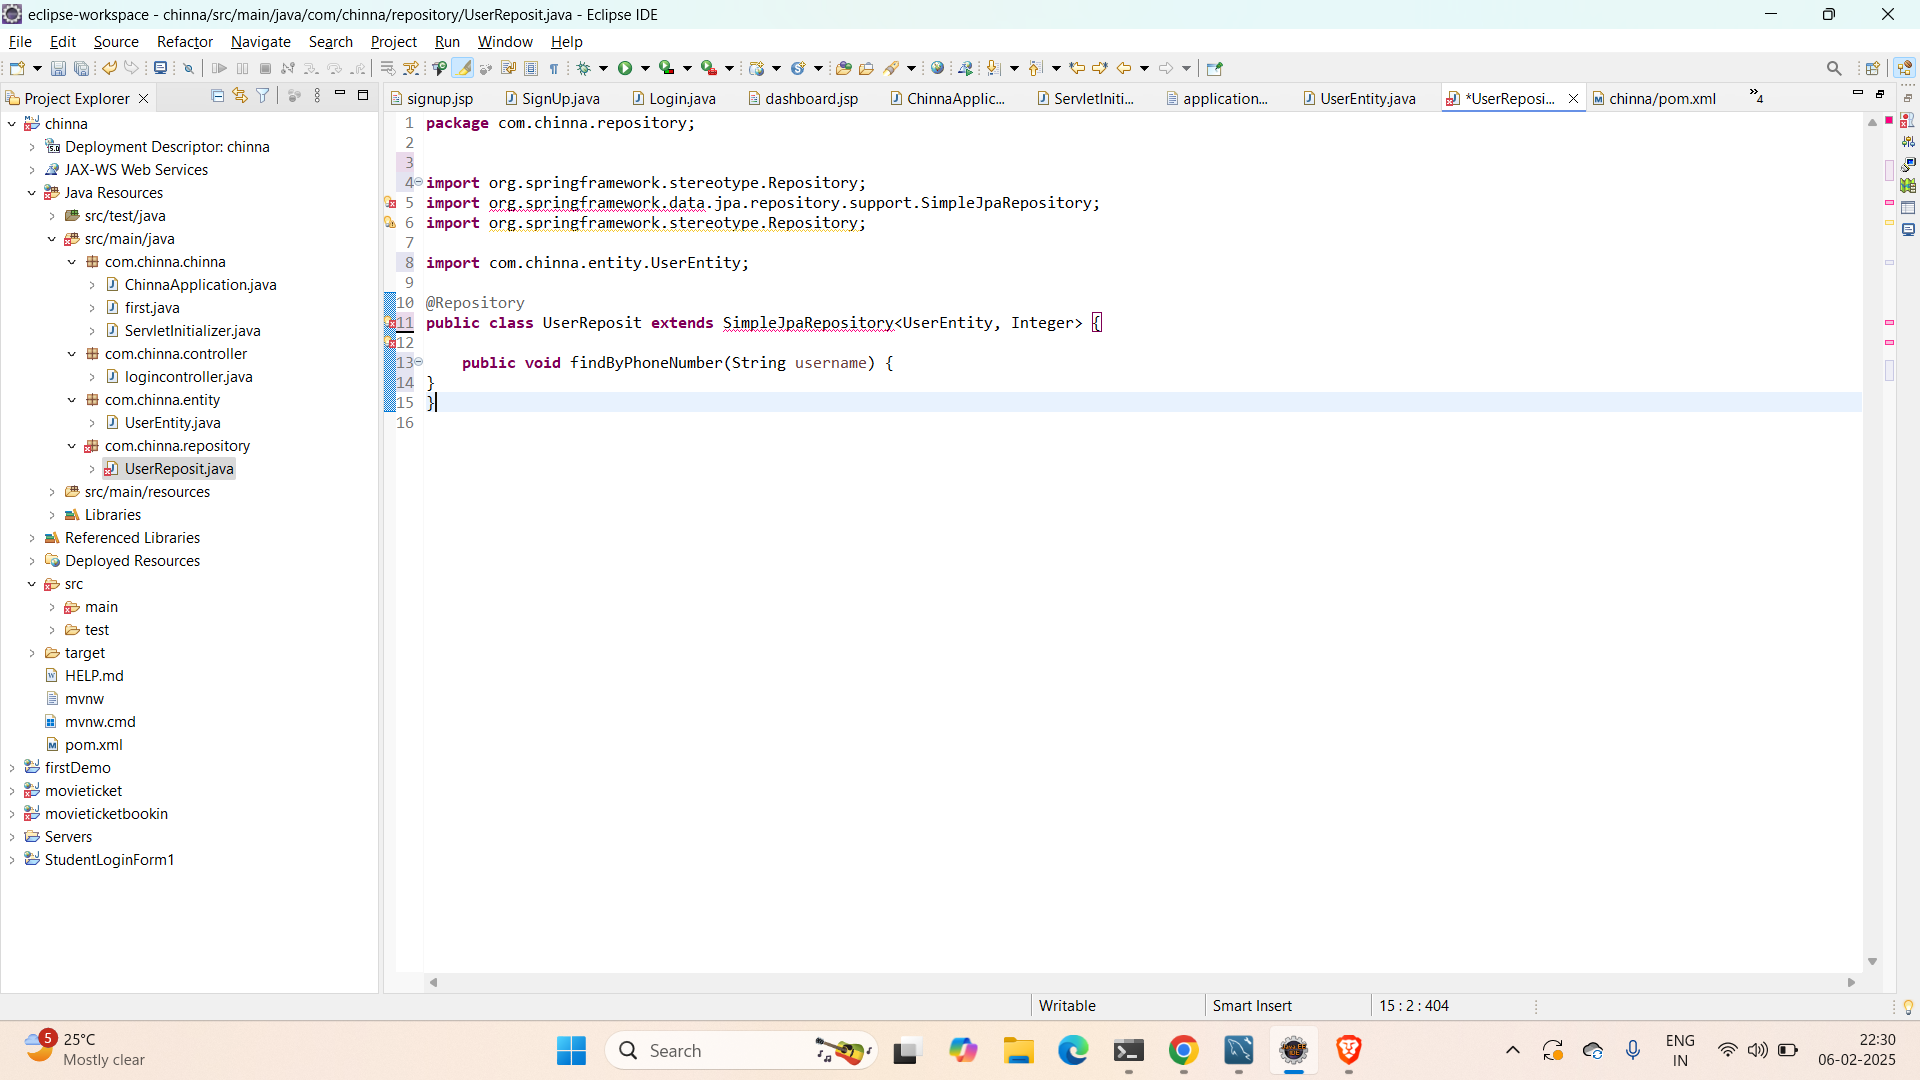 eclipse-workspace - chinna/src/main/java/com/chinna/repository/UserReposit.java - Eclipse IDE
File Edit Source Refactor Navigate Search Project Run Window Help
Project Explorer
signup.jsp SignUp.java Login.java dashboard.jsp ChinnaApplic... ServletIniti... application... UserEntity.java *UserReposi... chinna/pom.xml »4
chinna
Deployment Descriptor: chinna
JAX-WS Web Services
Java Resources
src/test/java
src/main/java
com.chinna.chinna
ChinnaApplication.java
first.java
ServletInitializer.java
com.chinna.controller
logincontroller.java
com.chinna.entity
UserEntity.java
com.chinna.repository
UserReposit.java
src/main/resources
Libraries
Referenced Libraries
Deployed Resources
src
main
test
target
HELP.md
mvnw
mvnw.cmd
pom.xml
firstDemo
movieticket
movieticketbookin
Servers
StudentLoginForm1
1 package com.chinna.repository;
2
3
4 import org.springframework.stereotype.Repository;
5 import org.springframework.data.jpa.repository.support.SimpleJpaRepository;
6 import org.springframework.stereotype.Repository;
7
8 import com.chinna.entity.UserEntity;
9
10 @Repository
11 public class UserReposit extends SimpleJpaRepository<UserEntity, Integer> {
12
13 public void findByPhoneNumber(String username) {
14 }
15 }
16
Writable Smart Insert 15 : 2 : 404
5
25°C
Mostly clear
Search
ENG
IN
22:30
06-02-2025